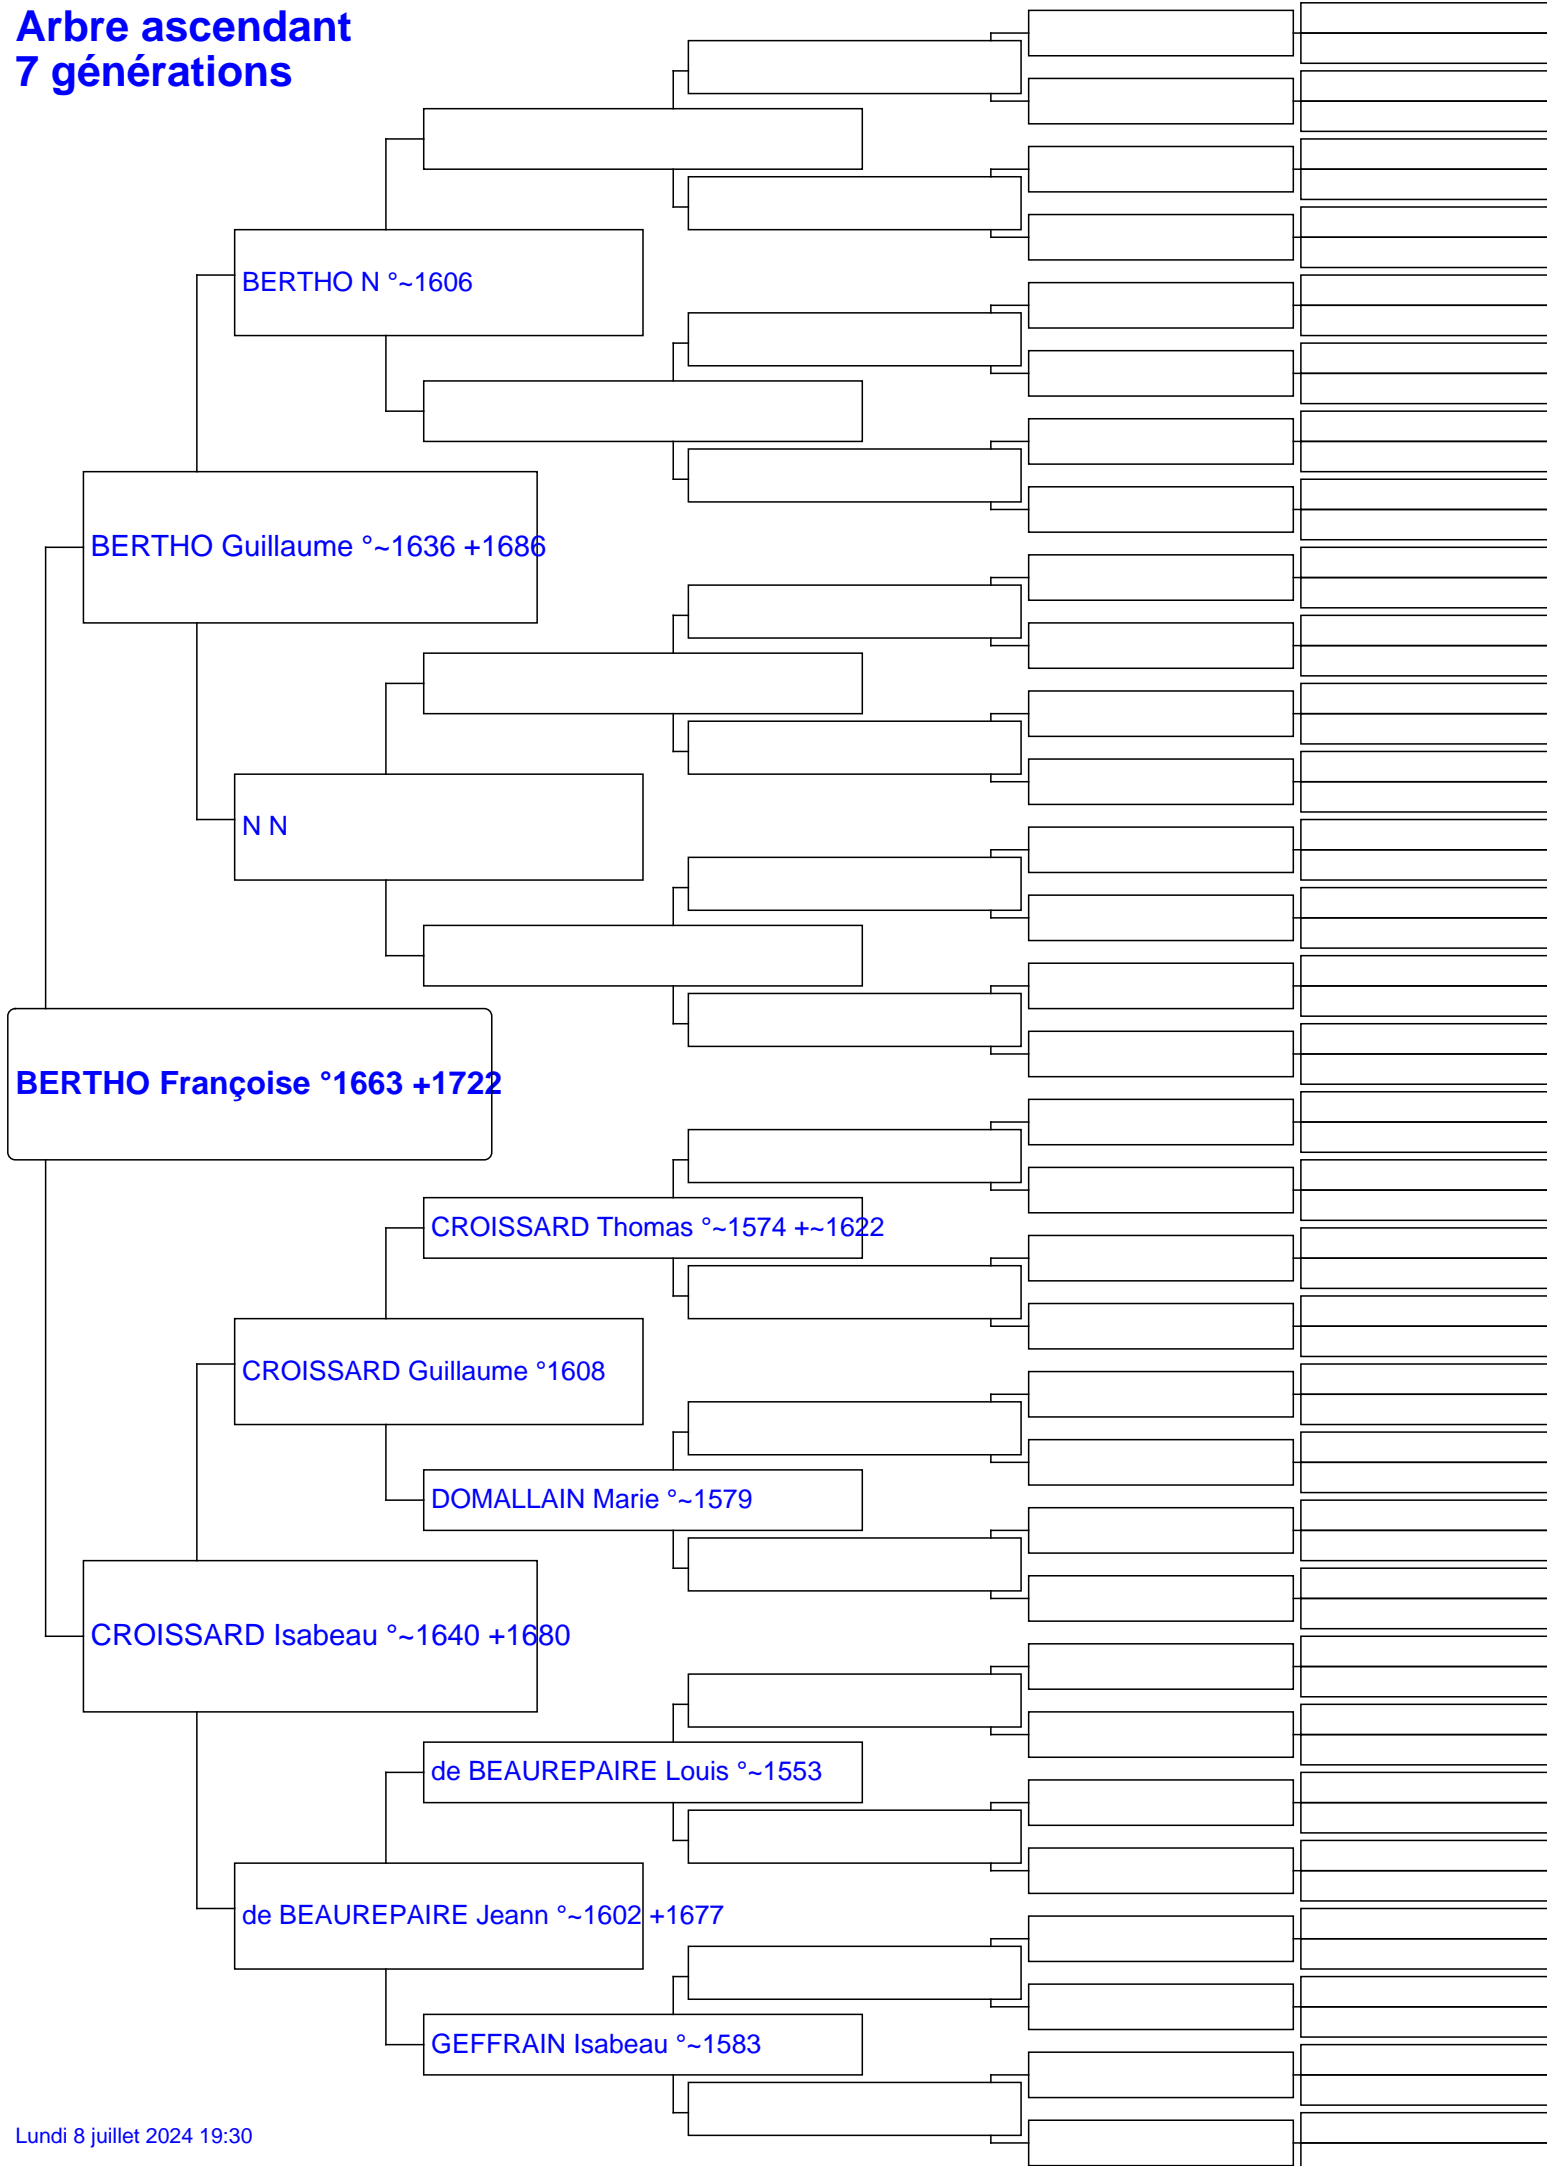 Arbre ascendant
7 générations
BERTHO N °~1606
BERTHO Guillaume °~1636 +1686
N N
BERTHO Françoise °1663 +1722
CROISSARD Thomas °~1574 +~1622
CROISSARD Guillaume °1608
DOMALLAIN Marie °~1579
CROISSARD Isabeau °~1640 +1680
de BEAUREPAIRE Louis °~1553
de BEAUREPAIRE Jeann °~1602 +1677
GEFFRAIN Isabeau °~1583
Lundi 8 juillet 2024 19:30